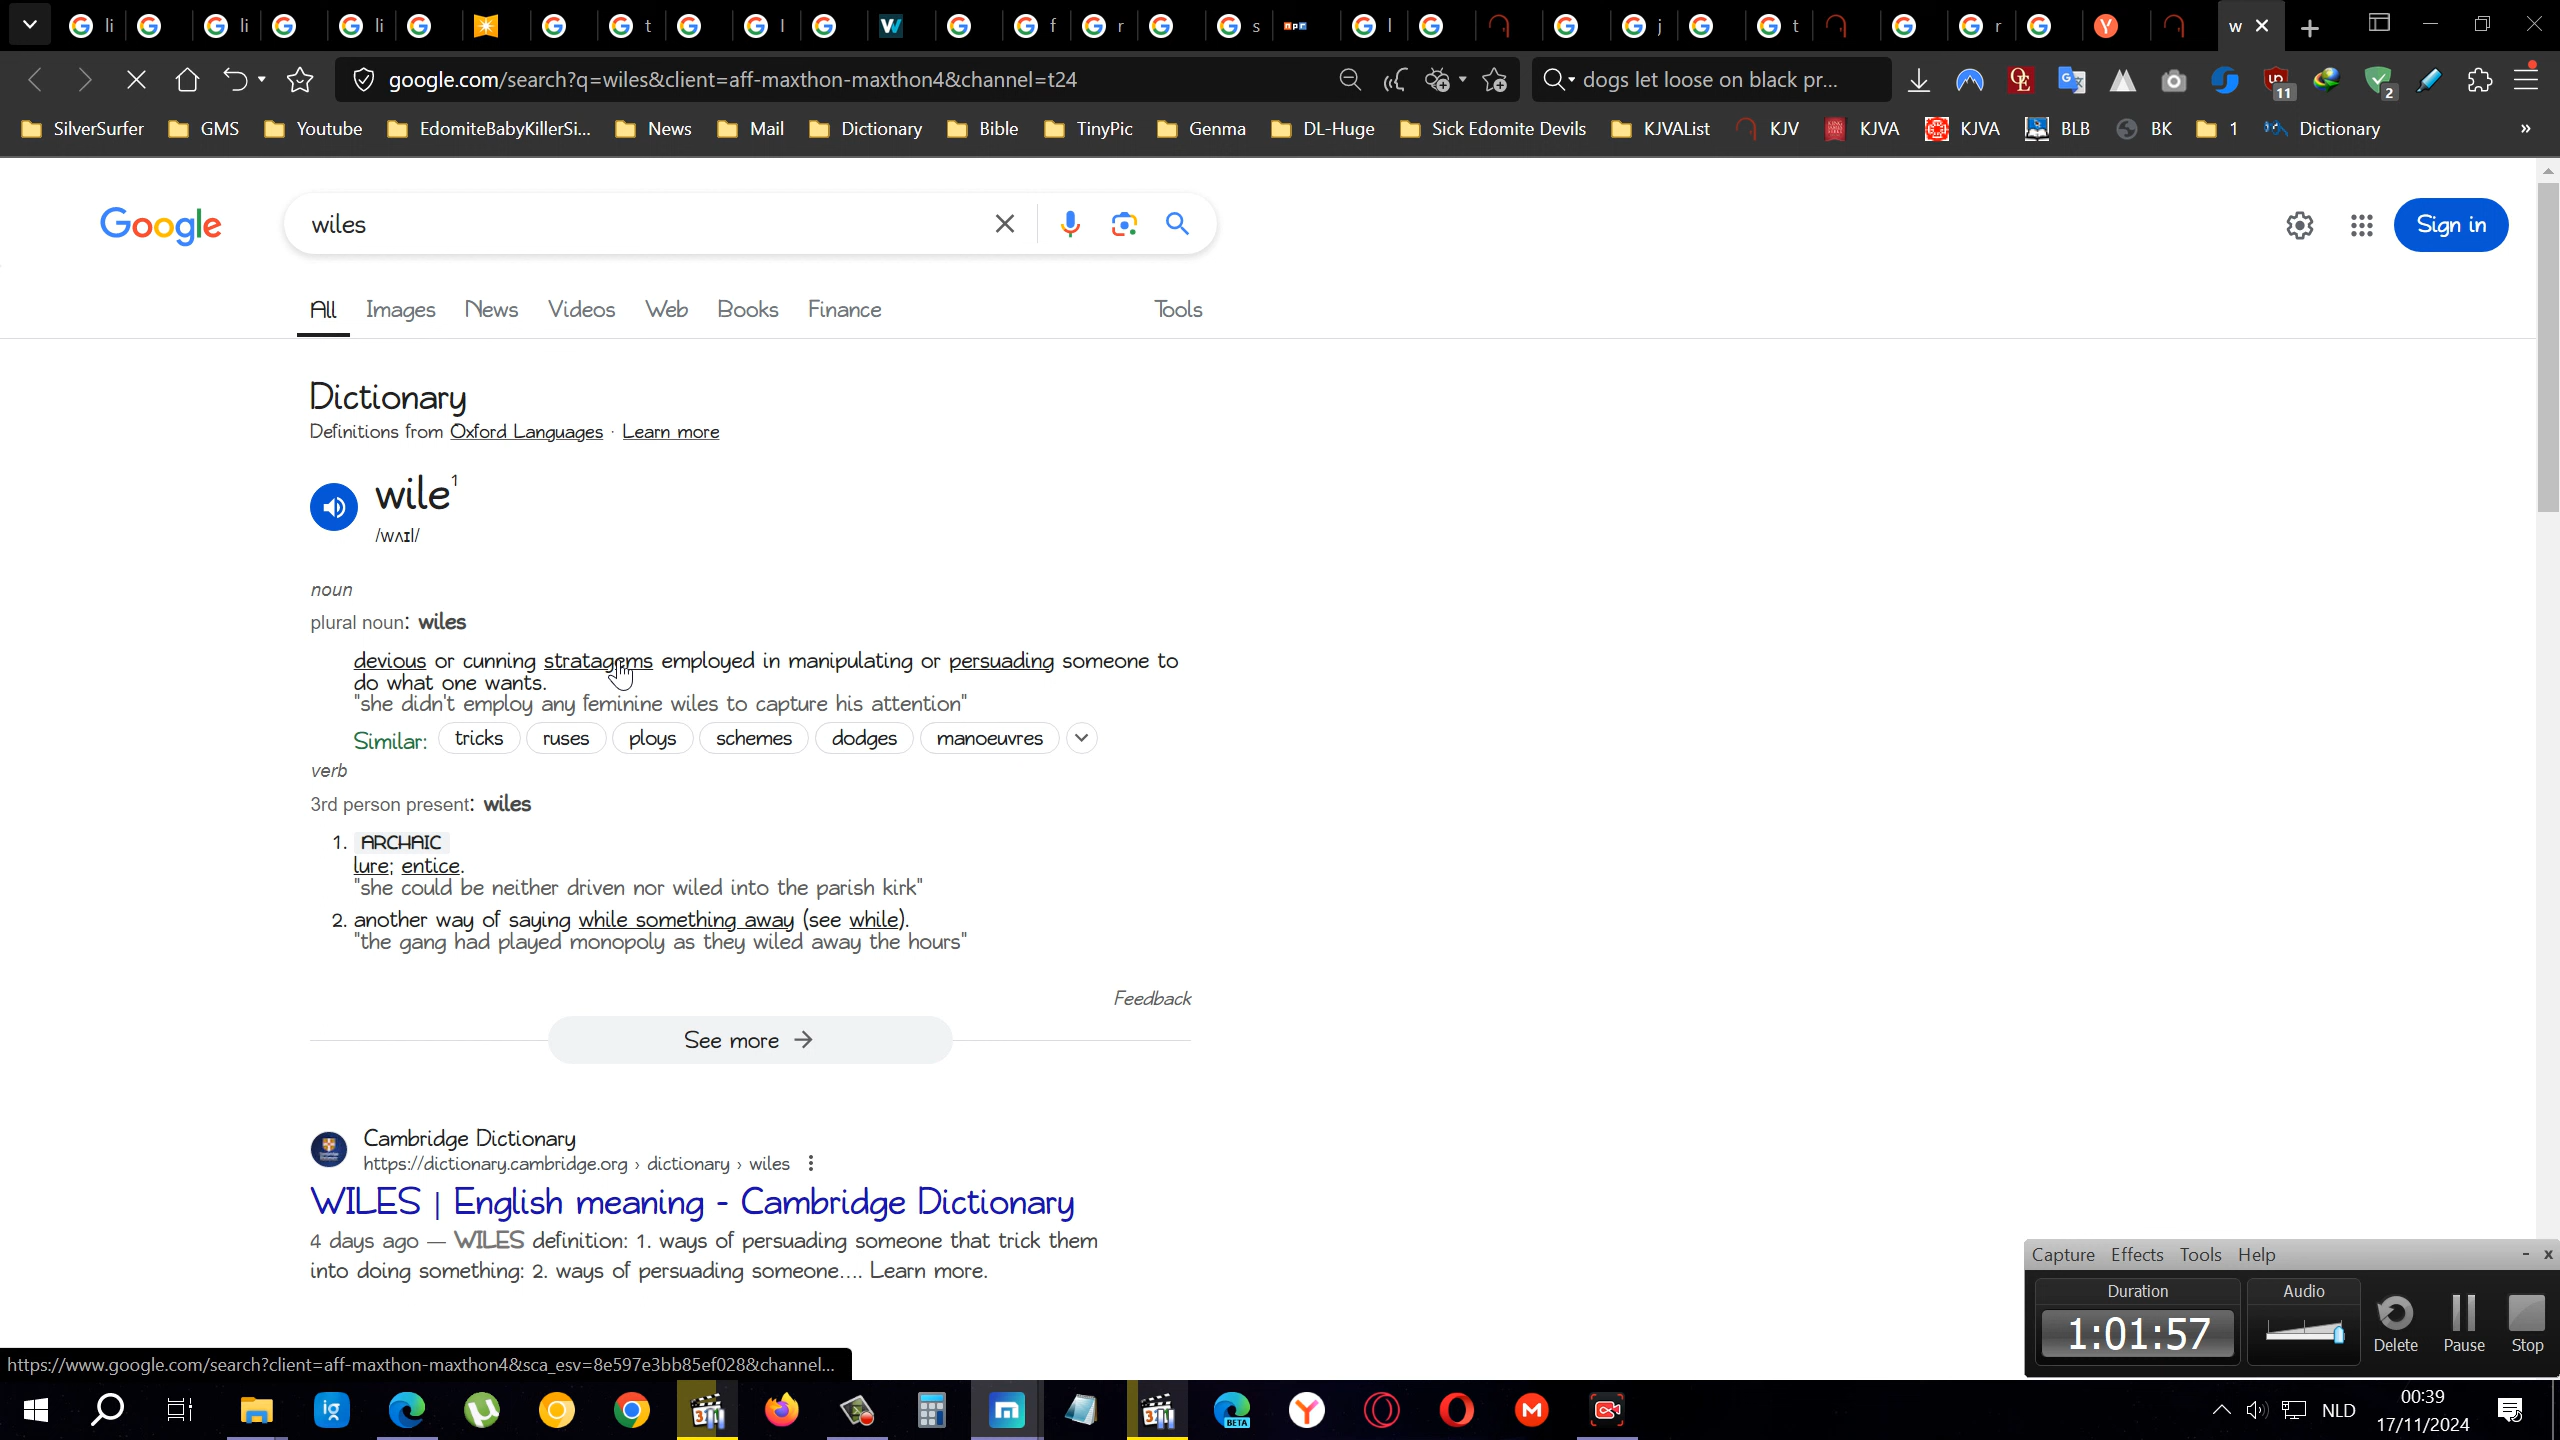 li li li t l f r s l j t r w
google.com/search?q=wiles&client=aff-maxthon-maxthon4&channel=t24
dogs let loose on black pr...
11
2
SilverSurfer GMS Youtube EdomiteBabyKillerSi... News Mail Dictionary Bible TinyPic Genma DL-Huge Sick Edomite Devils KJVAList KJV KJVA KJVA BLB BK 1 Dictionary »
Google
wiles
Sign in
All Images News Videos Web Books Finance Tools
Dictionary
Definitions from Oxford Languages · Learn more
wile¹
/wʌɪl/
noun
plural noun: wiles
devious or cunning stratagems employed in manipulating or persuading someone to
do what one wants.
"she didn't employ any feminine wiles to capture his attention"
Similar: tricks ruses ploys schemes dodges manoeuvres
verb
3rd person present: wiles
1. ARCHAIC
lure; entice.
"she could be neither driven nor wiled into the parish kirk"
2. another way of saying while something away (see while).
"the gang had played monopoly as they wiled away the hours"
Feedback
See more →
Cambridge Dictionary
https://dictionary.cambridge.org › dictionary › wiles
WILES | English meaning - Cambridge Dictionary
4 days ago — WILES definition: 1. ways of persuading someone that trick them
into doing something: 2. ways of persuading someone.... Learn more.
Capture Effects Tools Help - x
Duration Audio
1:01:57
Delete Pause Stop
https://www.google.com/search?client=aff-maxthon-maxthon4&sca_esv=8e597e3bb85ef028&channel...
NLD
00:39
17/11/2024